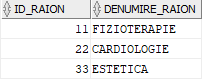 ID_RAION DENUMIRE_RAION
11 FIZIOTERAPIE
22 CARDIOLOGIE
33 ESTETICA